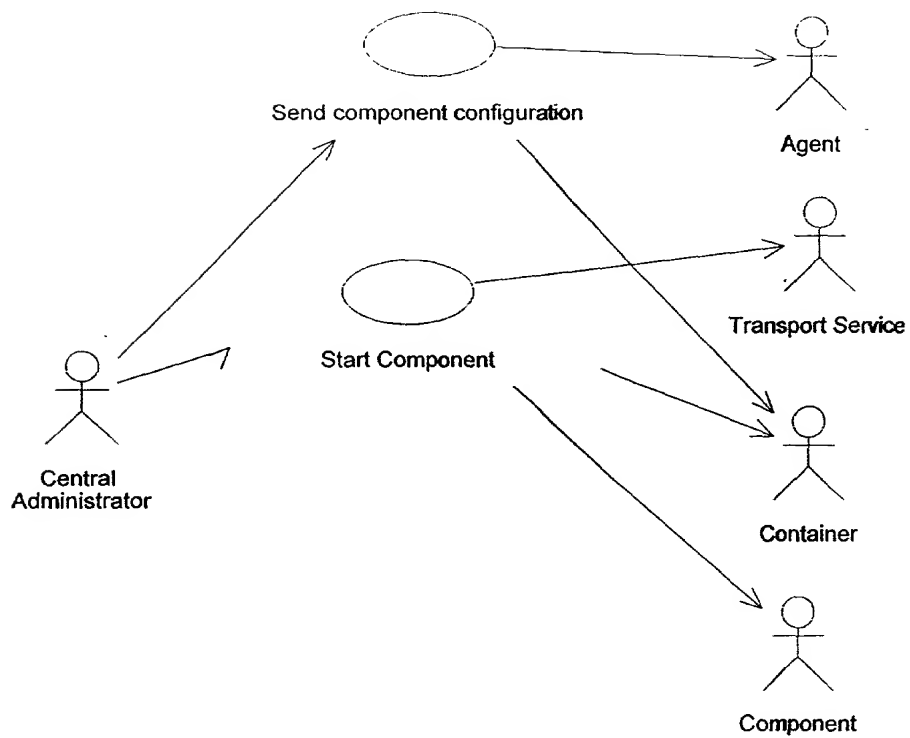 Send component configuration
Agent
Transport Service
Start Component
Central
Administrator
Container
Component